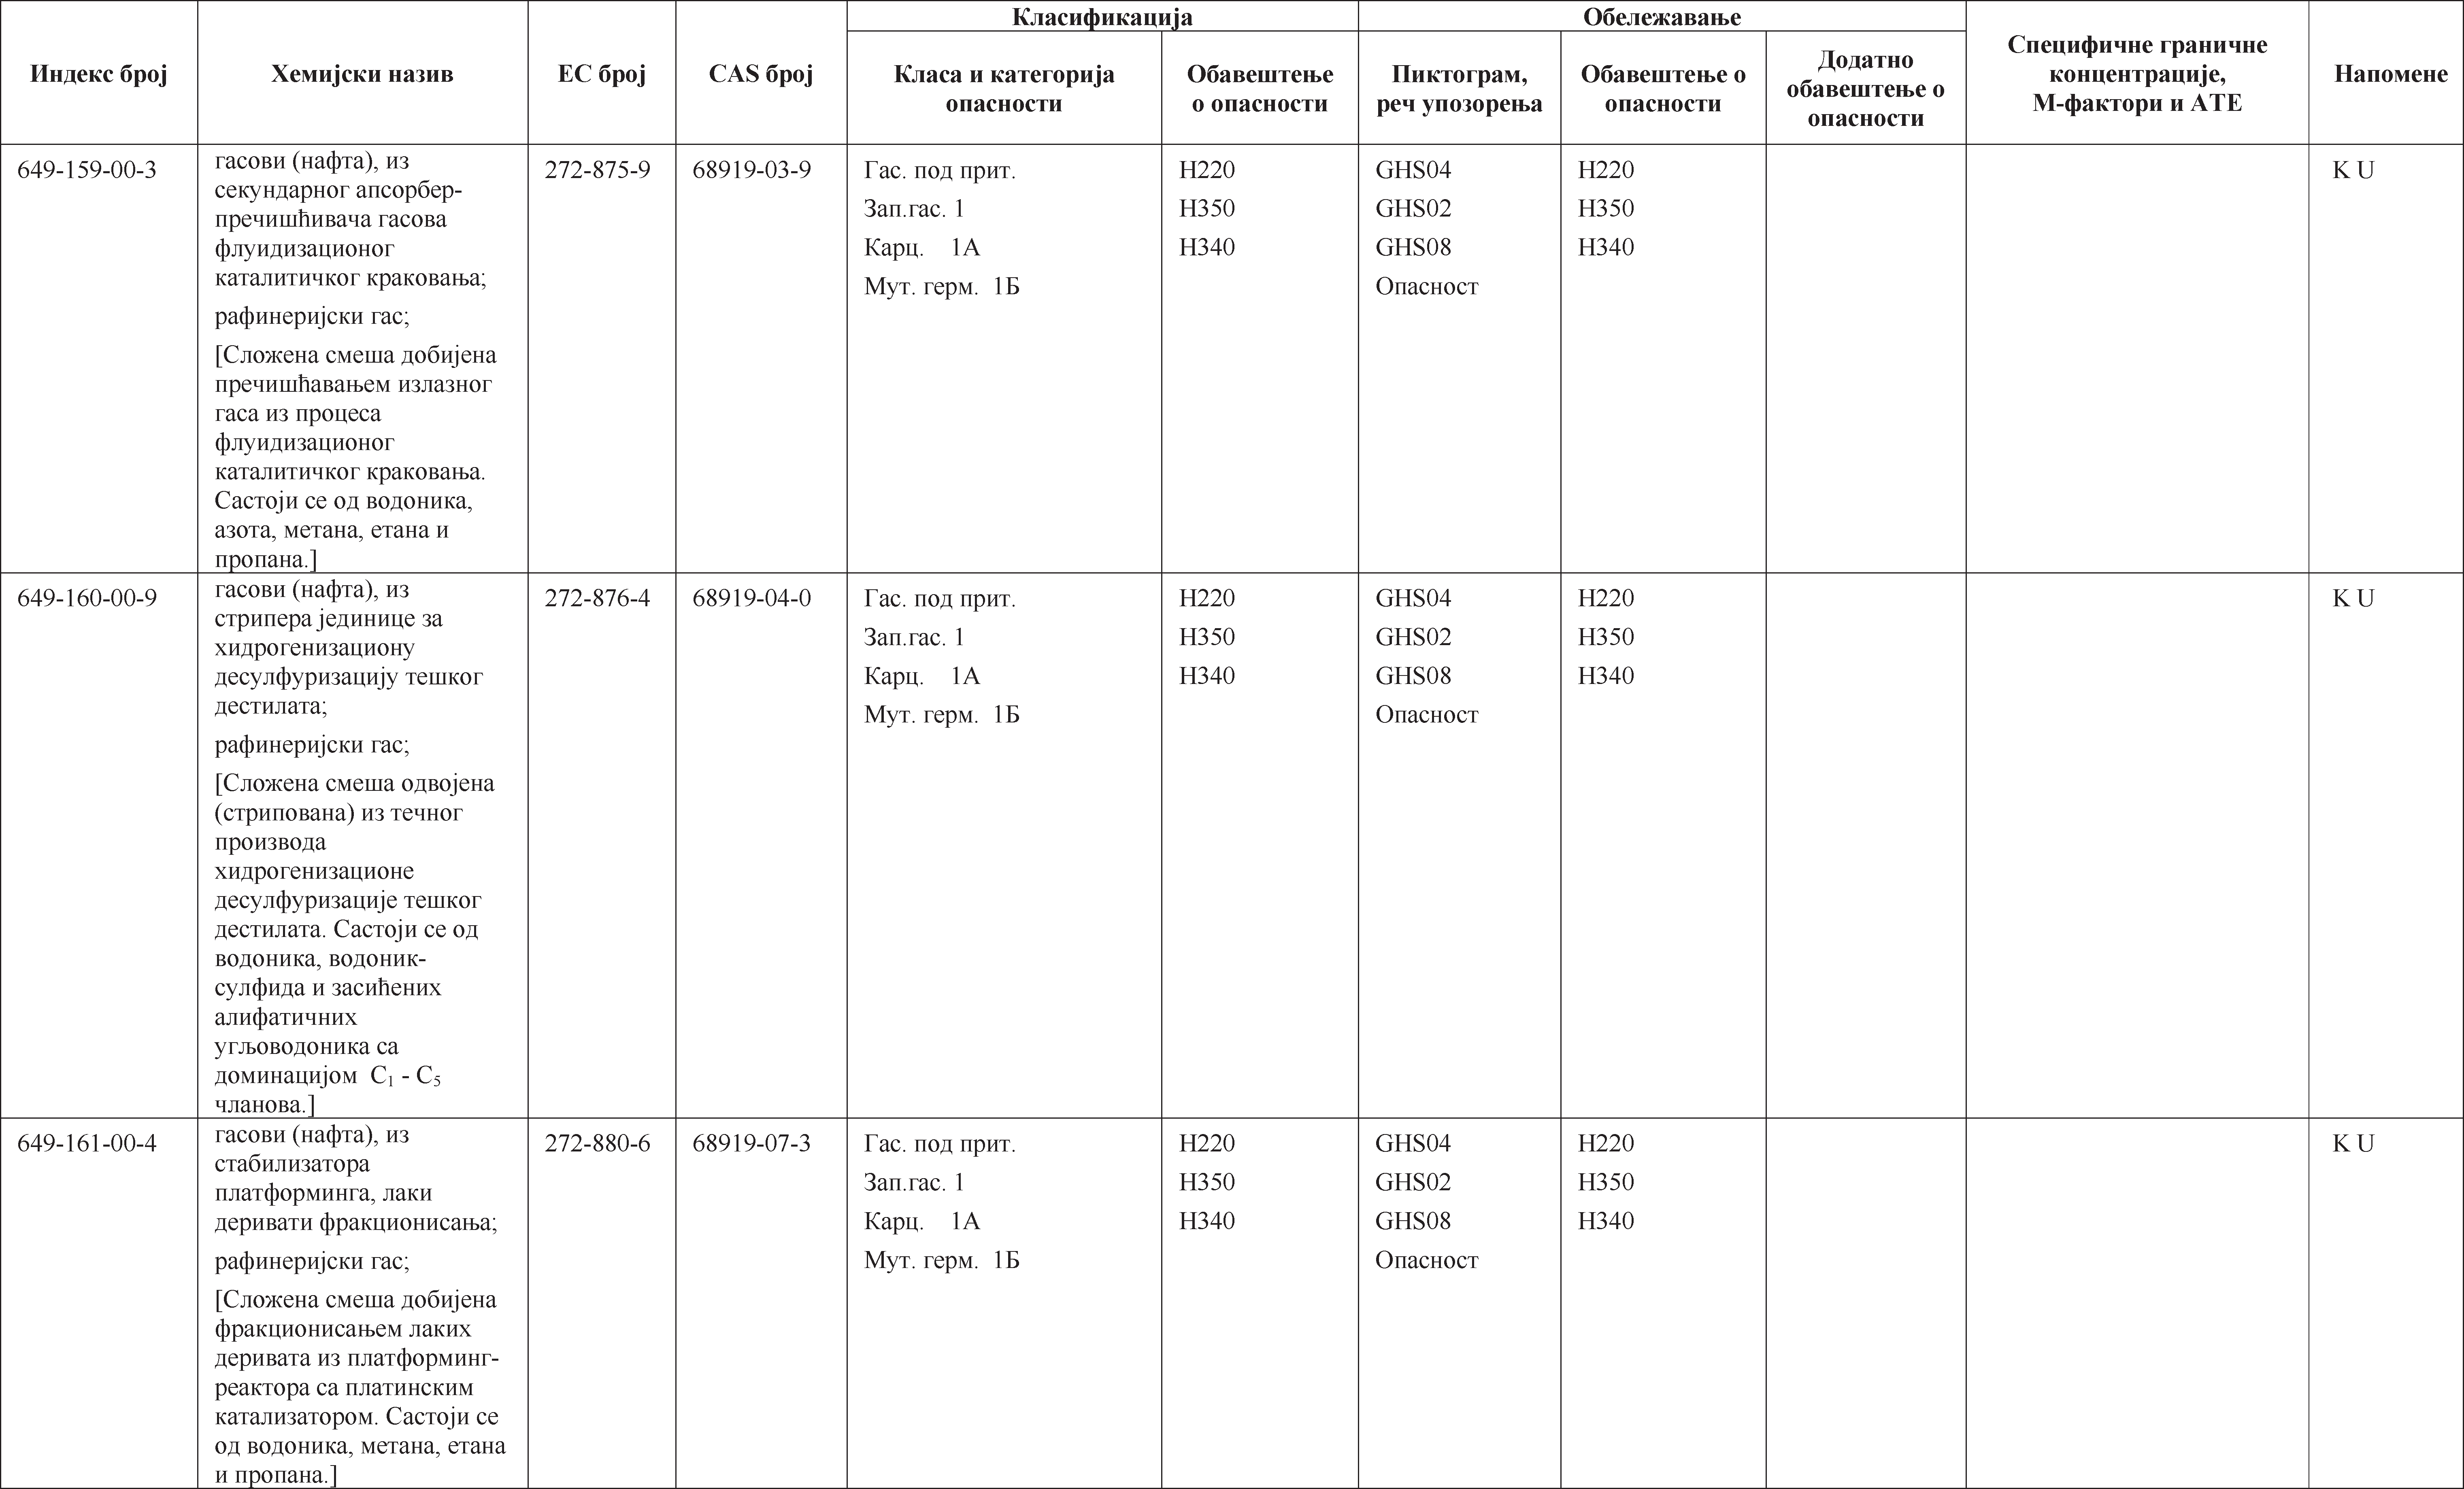 Индекс број
Хемијски назив
EC број
CAS број
Класификација
Обележавање
Специфичне граничне
концентрације,
М-фактори и АТЕ
Напомене
Класа и категорија
опасности
Обавештење
о опасности
Пиктограм,
реч упозорења
Обавештење о
опасности
Додатно
обавештење о
опасности
649-159-00-3
гасови (нафта), из
секундарног апсорбер-
пречишћивача гасова
флуидизационог
каталитичког краковања;
рафинеријски гас;
[Сложена смеша добијена
пречишћавањем излазног
гаса из процеса
флуидизационог
каталитичког краковања.
Састоји се од водоника,
азота, метана, етана и
пропана.]
272-875-9
68919-03-9
Гас. под прит.
Зап.гас. 1
Карц. 1А
Мут. герм. 1Б
H220
H350
H340
GHS04
GHS02
GHS08
Опасност
H220
H350
H340
K U
649-160-00-9
гасови (нафта), из
стрипера јединице за
хидрогенизациону
десулфуризацију тешког
дестилата;
рафинеријски гас;
[Сложена смеша одвојена
(стрипована) из течног
производа
хидрогенизационе
десулфуризације тешког
дестилата. Састоји се од
водоника, водоник-
сулфида и засићених
алифатичних
угљоводоника са
доминацијом C₁ - C₅
чланова.]
272-876-4
68919-04-0
Гас. под прит.
Зап.гас. 1
Карц. 1А
Мут. герм. 1Б
H220
H350
H340
GHS04
GHS02
GHS08
Опасност
H220
H350
H340
K U
649-161-00-4
гасови (нафта), из
стабилизатора
платформинга, лаки
деривати фракционисања;
рафинеријски гас;
[Сложена смеша добијена
фракционисањем лаких
деривата из платформинг-
реактора са платинским
катализатором. Састоји се
од водоника, метана, етана
и пропана.]
272-880-6
68919-07-3
Гас. под прит.
Зап.гас. 1
Карц. 1А
Мут. герм. 1Б
H220
H350
H340
GHS04
GHS02
GHS08
Опасност
H220
H350
H340
K U